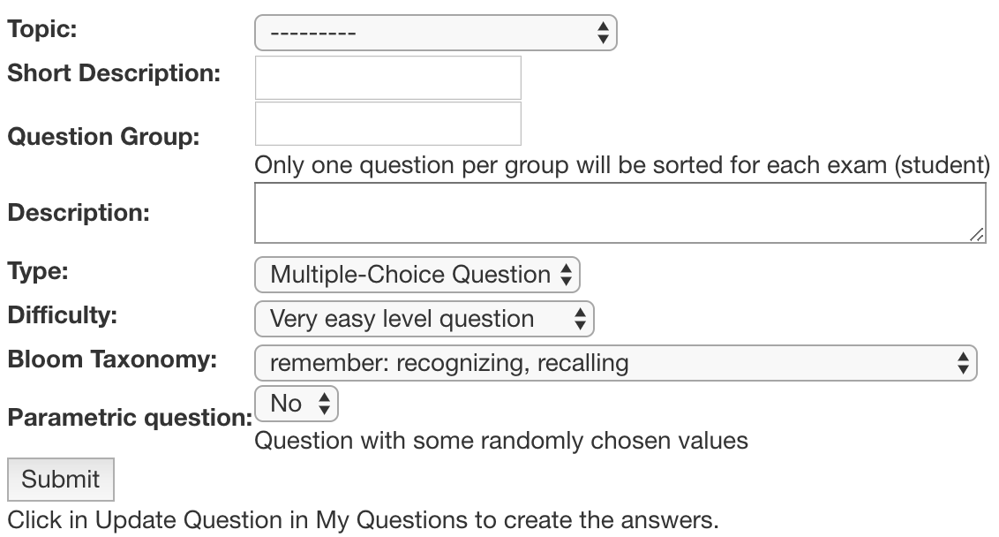 Topic: ---------
Short Description:
Question Group:
Only one question per group will be sorted for each exam (student)
Description:
Type: Multiple-Choice Question
Difficulty: Very easy level question
Bloom Taxonomy: remember: recognizing, recalling
Parametric question: No
Question with some randomly chosen values
Submit
Click in Update Question in My Questions to create the answers.